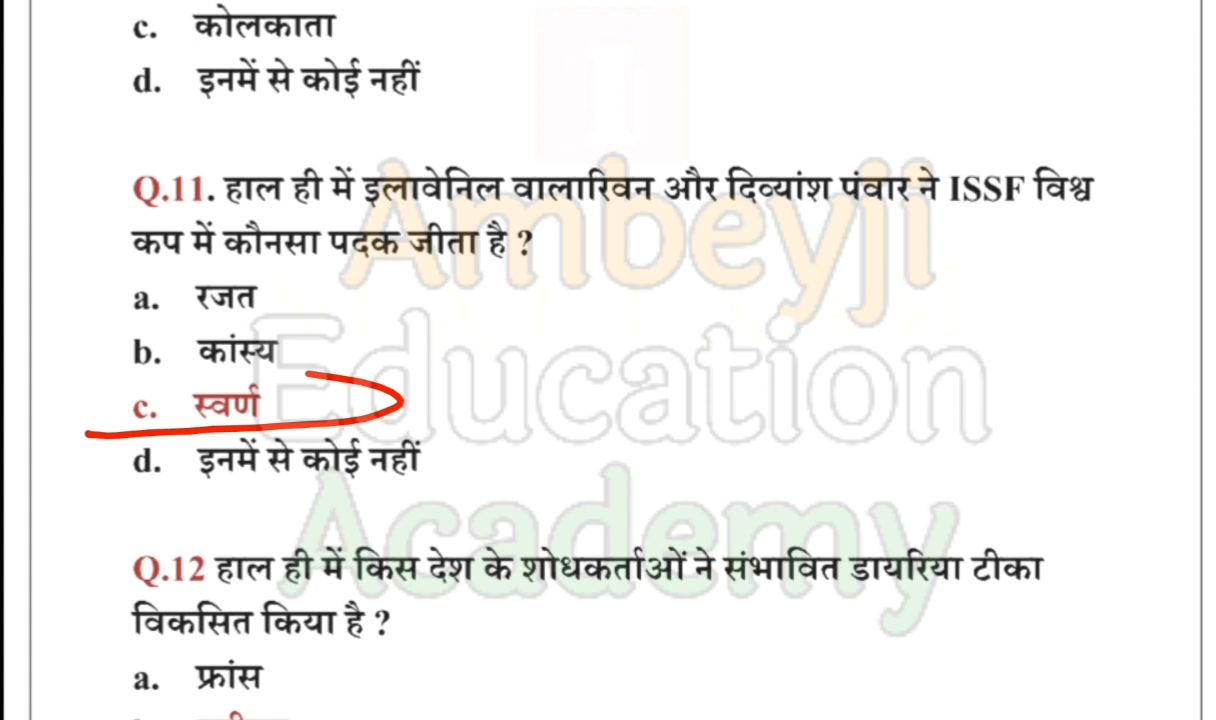 c. कोलकाता
d. इनमें से कोई नहीं
Q.11. हाल ही में इलावेनिल वालारिवन और दिव्यांश पंवार ने ISSF विश्व
कप में कौनसा पदक जीता है ?
a. रजत
b. कांस्य
c. स्वर्ण
d. इनमें से कोई नहीं
Ambeyji
Education
Academy
Q.12 हाल ही में किस देश के शोधकर्ताओं ने संभावित डायरिया टीका
विकसित किया है ?
a. फ्रांस